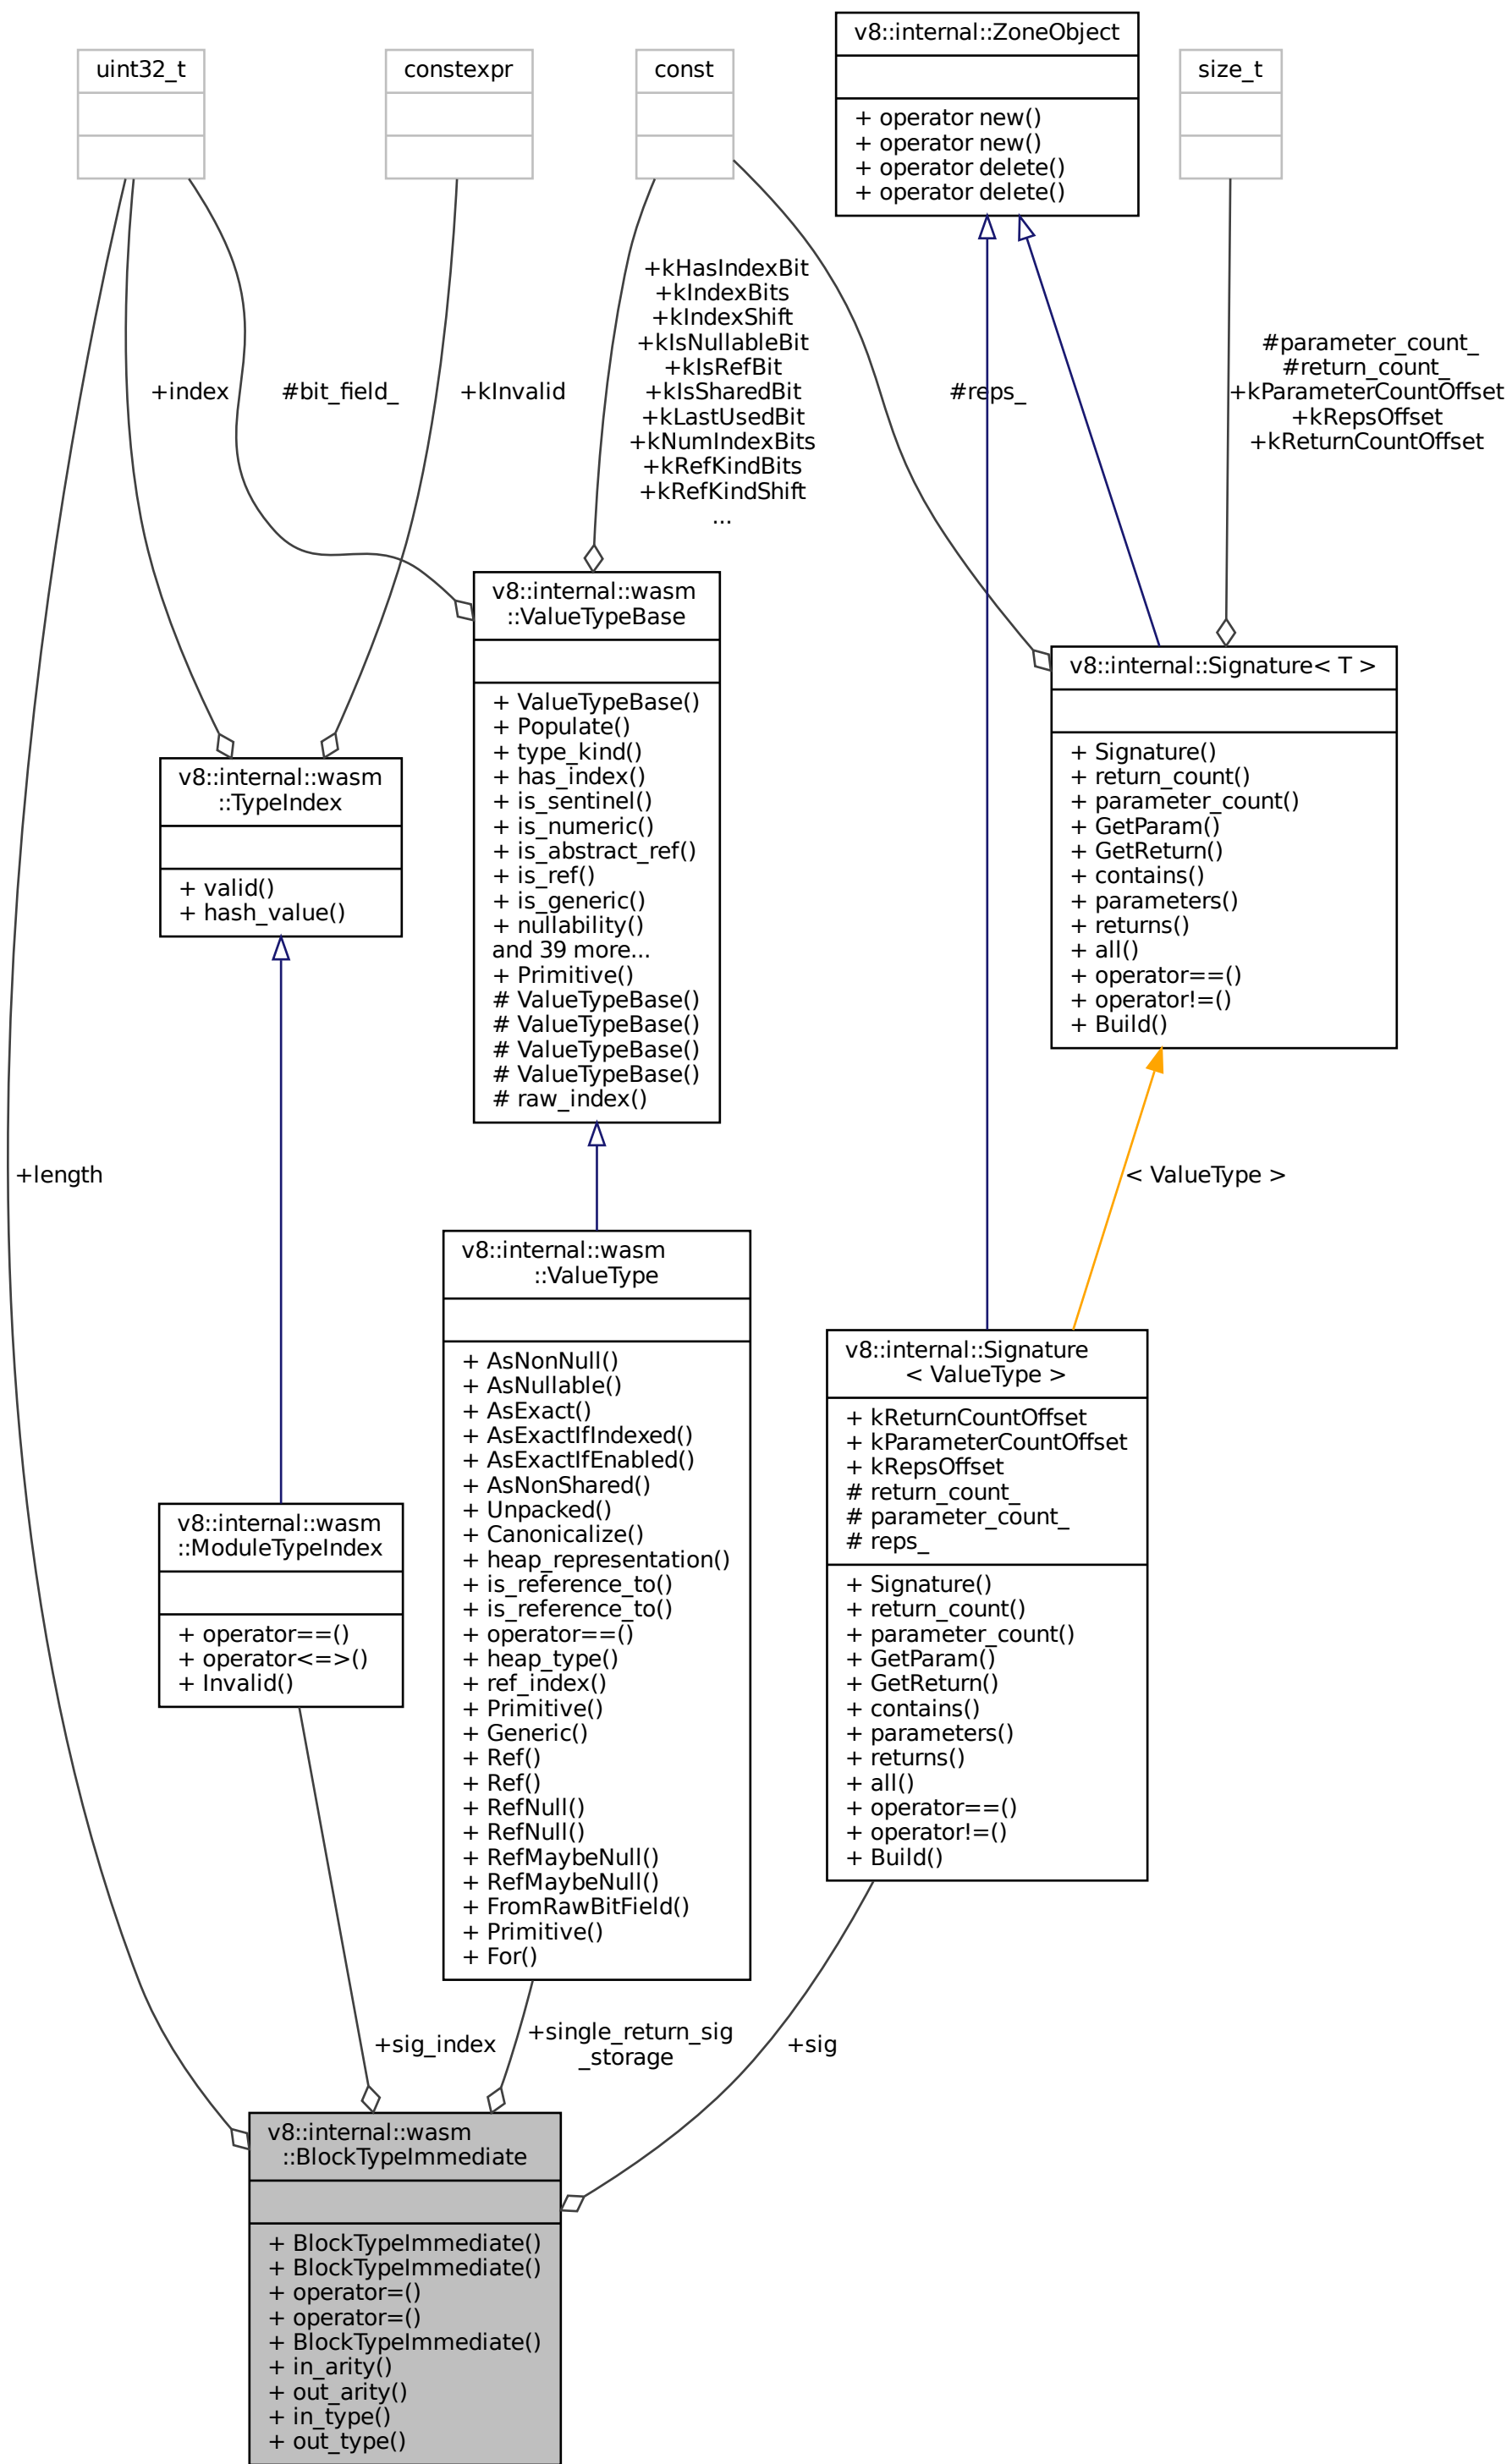 v8::internal::ZoneObject
+ operator new()
+ operator new()
+ operator delete()
+ operator delete()
uint32_t
constexpr
const
size_t
+kHasIndexBit
+kIndexBits
+kIndexShift
+kIsNullableBit
+kIsRefBit
+kIsSharedBit
+kLastUsedBit
+kNumIndexBits
+kRefKindBits
+kRefKindShift
...
#parameter_count_
#return_count_
+kParameterCountOffset
+kRepsOffset
+kReturnCountOffset
+index
#bit_field_
+kInvalid
#reps_
v8::internal::wasm
::ValueTypeBase
+ ValueTypeBase()
+ Populate()
+ type_kind()
+ has_index()
+ is_sentinel()
+ is_numeric()
+ is_abstract_ref()
+ is_ref()
+ is_generic()
+ nullability()
and 39 more...
+ Primitive()
# ValueTypeBase()
# ValueTypeBase()
# ValueTypeBase()
# ValueTypeBase()
# raw_index()
v8::internal::Signature< T >
+ Signature()
+ return_count()
+ parameter_count()
+ GetParam()
+ GetReturn()
+ contains()
+ parameters()
+ returns()
+ all()
+ operator==()
+ operator!=()
+ Build()
v8::internal::wasm
::TypeIndex
+ valid()
+ hash_value()
+length
< ValueType >
v8::internal::wasm
::ValueType
+ AsNonNull()
+ AsNullable()
+ AsExact()
+ AsExactIfIndexed()
+ AsExactIfEnabled()
+ AsNonShared()
+ Unpacked()
+ Canonicalize()
+ heap_representation()
+ is_reference_to()
+ is_reference_to()
+ operator==()
+ heap_type()
+ ref_index()
+ Primitive()
+ Generic()
+ Ref()
+ Ref()
+ RefNull()
+ RefNull()
+ RefMaybeNull()
+ RefMaybeNull()
+ FromRawBitField()
+ Primitive()
+ For()
v8::internal::Signature
< ValueType >
+ kReturnCountOffset
+ kParameterCountOffset
+ kRepsOffset
# return_count_
# parameter_count_
# reps_
+ Signature()
+ return_count()
+ parameter_count()
+ GetParam()
+ GetReturn()
+ contains()
+ parameters()
+ returns()
+ all()
+ operator==()
+ operator!=()
+ Build()
v8::internal::wasm
::ModuleTypeIndex
+ operator==()
+ operator<=>()
+ Invalid()
+sig_index
+single_return_sig
_storage
+sig
v8::internal::wasm
::BlockTypeImmediate
+ BlockTypeImmediate()
+ BlockTypeImmediate()
+ operator=()
+ operator=()
+ BlockTypeImmediate()
+ in_arity()
+ out_arity()
+ in_type()
+ out_type()